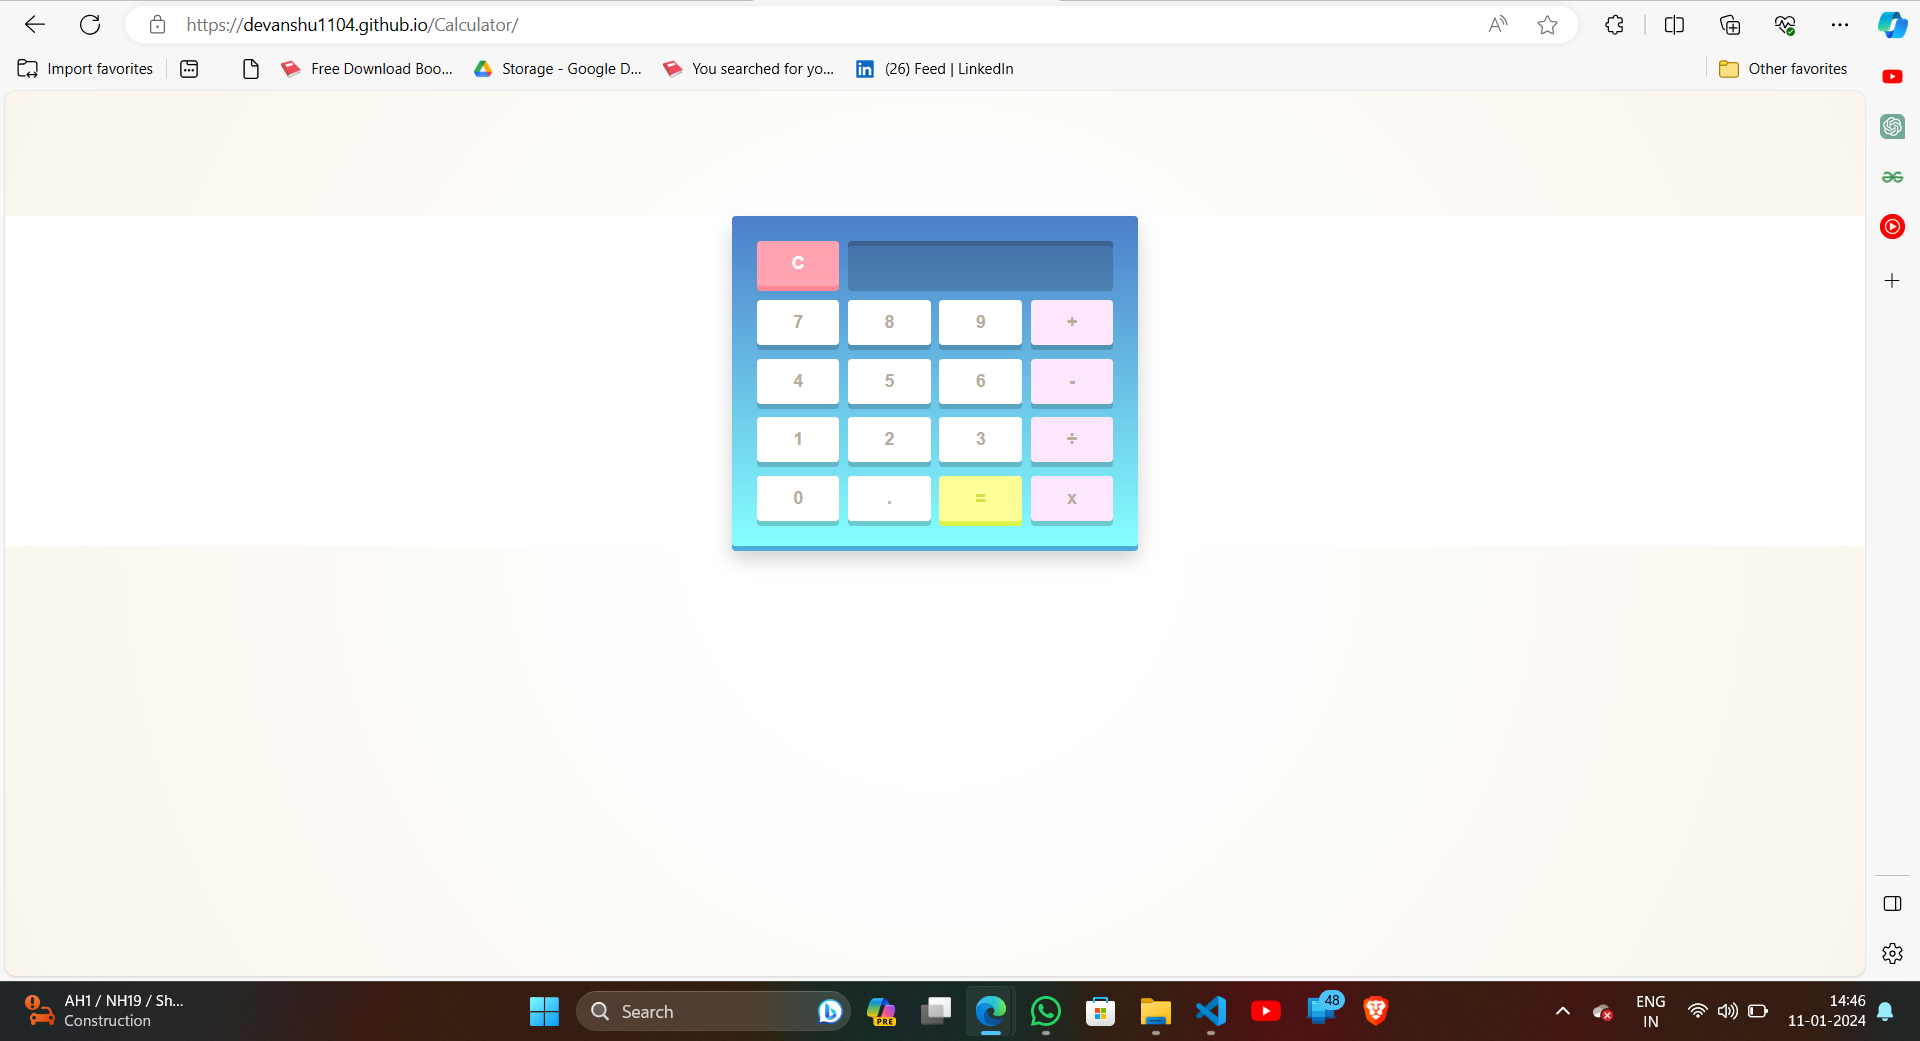 https://devanshu1104.github.io/Calculator/
Import favorites
Free Download Boo...
Storage - Google D...
You searched for yo...
(26) Feed | LinkedIn
Other favorites
C
7 8 9 +
4 5 6 -
1 2 3 ÷
0 . = x
AH1 / NH19 / Sh...
Construction
Search
PRE
48
ENG
IN
14:46
11-01-2024